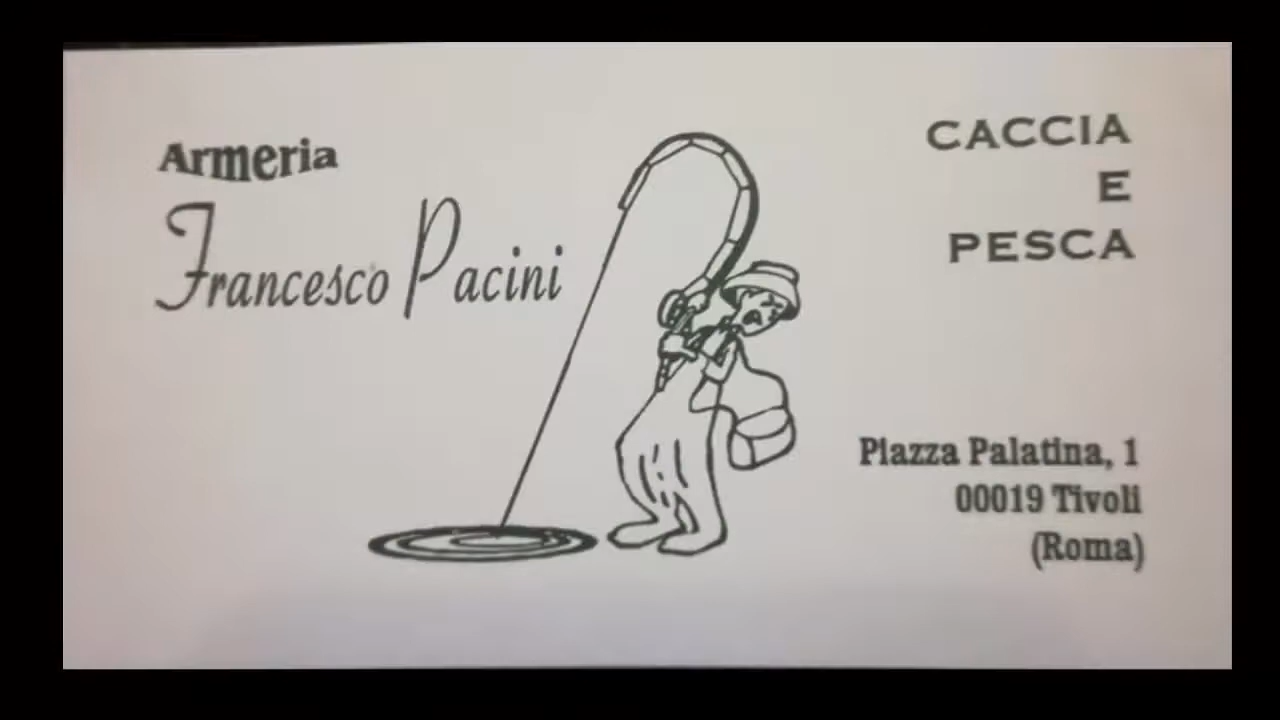 Armeria
Francesco Pacini
CACCIA
E
PESCA
Piazza Palatina, 1
00019 Tivoli
(Roma)